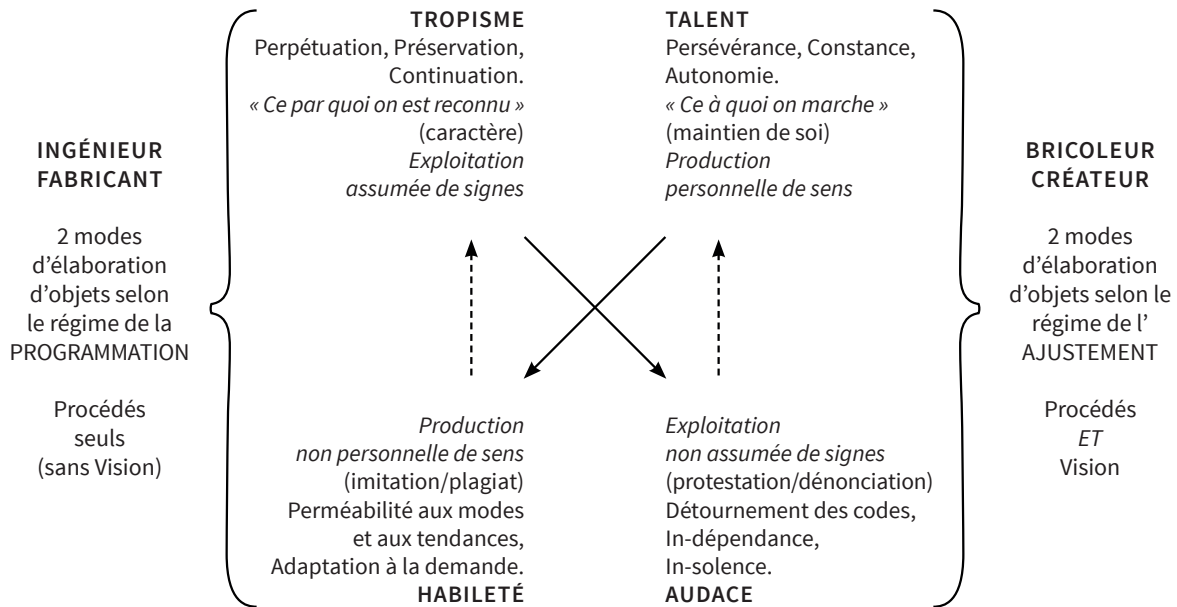 INGÉNIEUR
FABRICANT
2 modes
d’élaboration
d’objets selon
le régime de la
PROGRAMMATION
Procédés
seuls
(sans Vision)
TROPISME
Perpétuation, Préservation,
Continuation.
« Ce par quoi on est reconnu »
(caractère)
Exploitation
assumée de signes
TALENT
Persévérance, Constance,
Autonomie.
« Ce à quoi on marche »
(maintien de soi)
Production
personnelle de sens
Production
non personnelle de sens
(imitation/plagiat)
Perméabilité aux modes
et aux tendances,
Adaptation à la demande.
HABILETÉ
Exploitation
non assumée de signes
(protestation/dénonciation)
Détournement des codes,
In-dépendance,
In-solence.
AUDACE
BRICOLEUR
CRÉATEUR
2 modes
d’élaboration
d’objets selon le
régime de l’
AJUSTEMENT
Procédés
ET
Vision